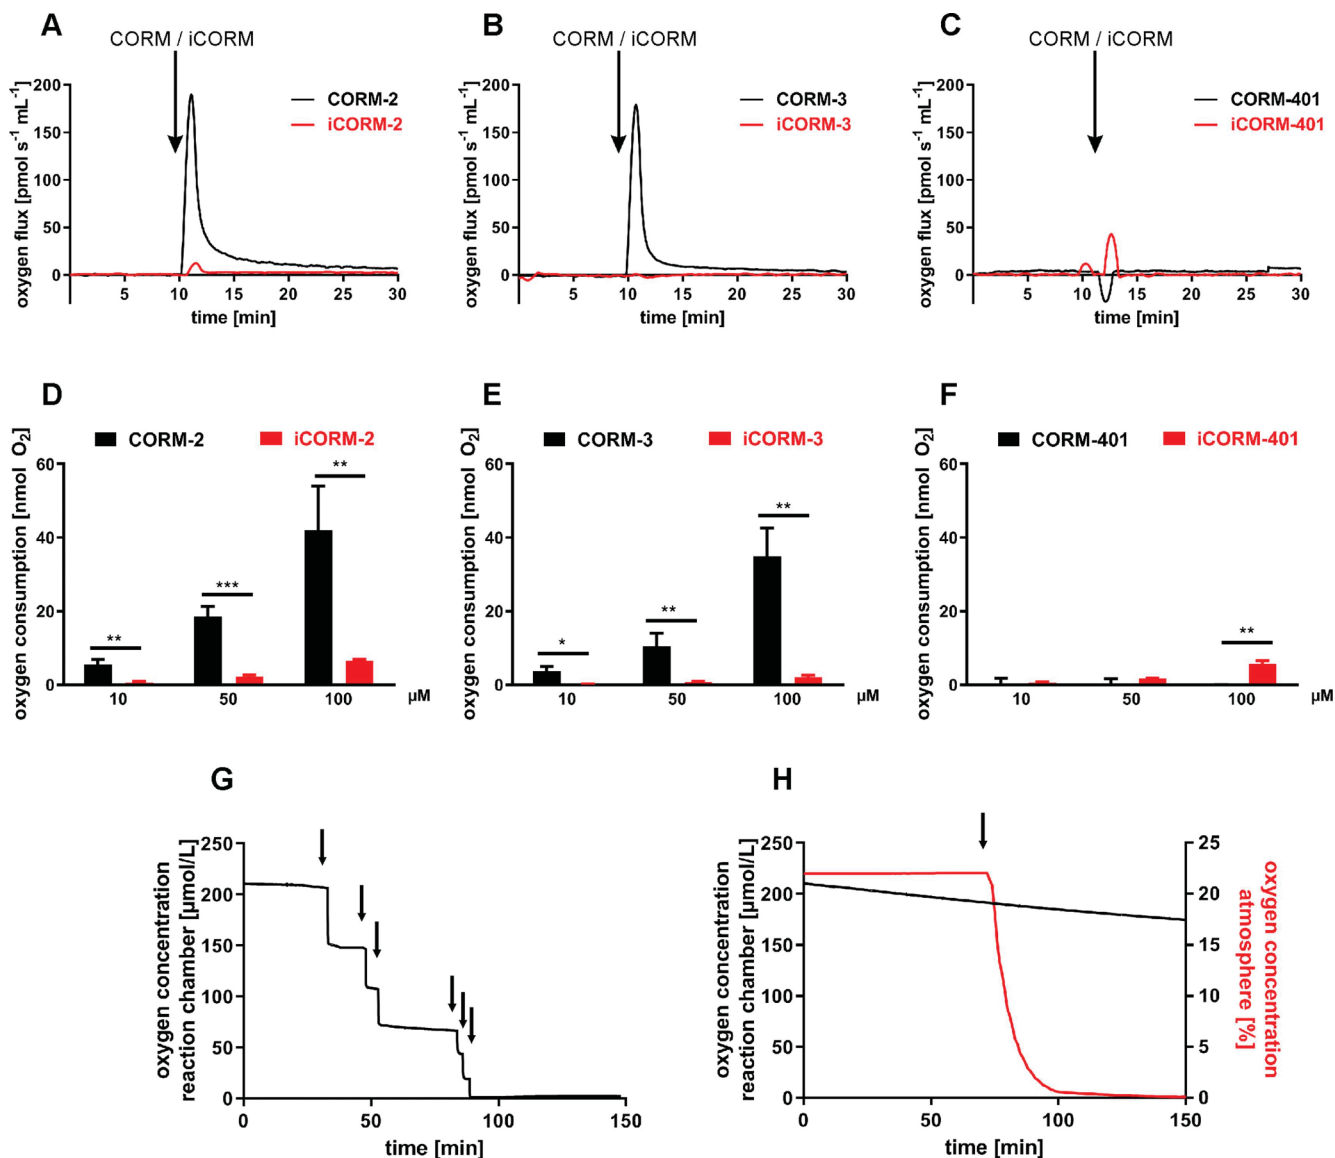 A
CORM / iCORM
oxygen flux [pmol s-1 mL-1]
200
150
100
50
0
5 10 15 20 25 30
time [min]
CORM-2
iCORM-2
B
CORM / iCORM
oxygen flux [pmol s-1 mL-1]
200
150
100
50
0
5 10 15 20 25 30
time [min]
CORM-3
iCORM-3
C
CORM / iCORM
oxygen flux [pmol s-1 mL-1]
200
150
100
50
0
5 10 15 20 25 30
time [min]
CORM-401
iCORM-401
D
CORM-2 iCORM-2
oxygen consumption [nmol O2]
60
40
20
0
** *** **
10 50 100 µM
E
CORM-3 iCORM-3
oxygen consumption [nmol O2]
60
40
20
0
* ** **
10 50 100 µM
F
CORM-401 iCORM-401
oxygen consumption [nmol O2]
60
40
20
0
**
10 50 100 µM
G
oxygen concentration
reaction chamber [µmol/L]
250
200
150
100
50
0
0 50 100 150
time [min]
H
oxygen concentration
reaction chamber [µmol/L]
250
200
150
100
50
0
0 50 100 150
time [min]
25
20
15
10
5
0
oxygen concentration
atmosphere [%]